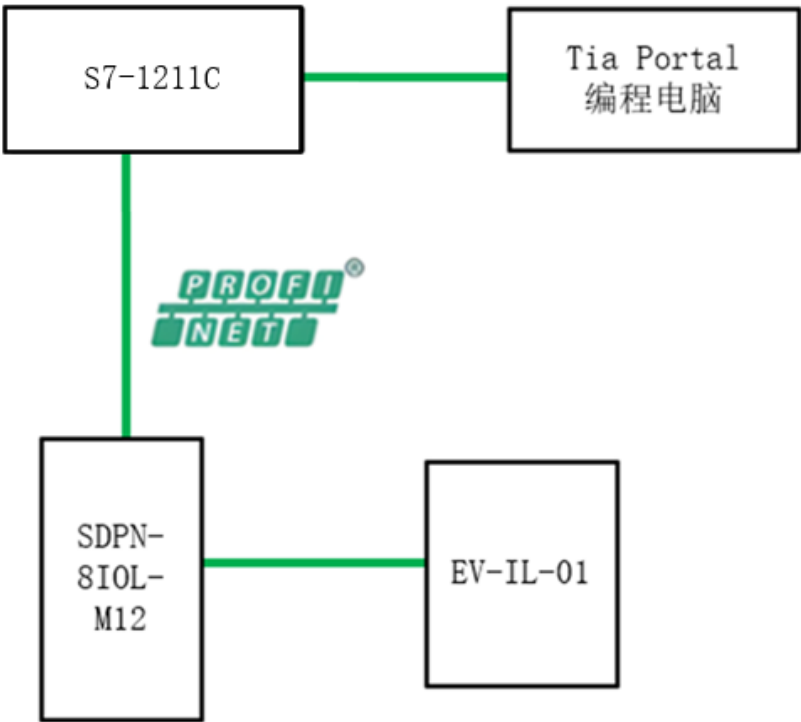 S7-1211C
Tia Portal
编程电脑
PROFI®
NET
SDPN-
8IOL-
M12
EV-IL-01